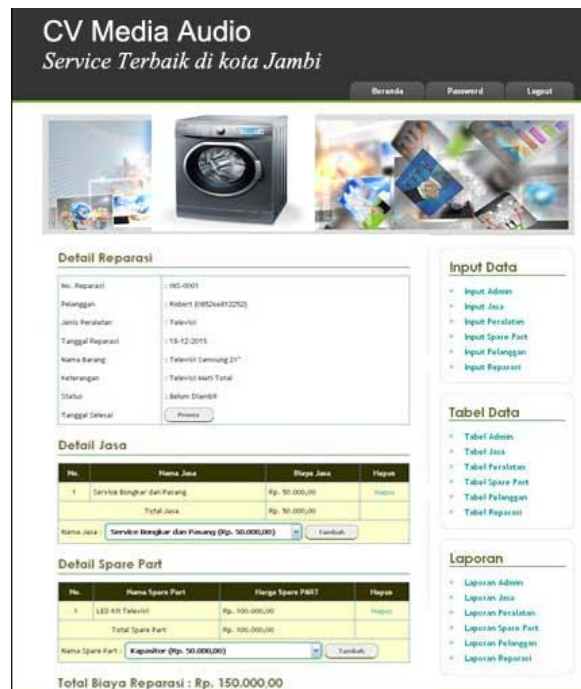 CV Media Audio
Service Terbaik di kota Jambi
Beranda Password Logout
Detail Reparasi
No. Reparasi : INS-0001
Pelanggan : Robert (085266812252)
Jenis Peralatan : Televisi
Tanggal Reparasi : 18-12-2015
Nama Barang : Televisi Samsung 21"
Keterangan : Televisi Mati Total
Status : Belum Diambil
Tanggal Selesai Proses
Detail Jasa
No. Nama Jasa Biaya Jasa Hapus
1 Service Bongkar dan Pasang Rp. 50.000,00 Hapus
Total Jasa Rp. 50.000,00
Nama Jasa : Service Bongkar dan Pasang (Rp. 50.000,00) Tambah
Detail Spare Part
No. Nama Spare Part Harga Spare PART Hapus
1 LED Kit Televisi Rp. 100.000,00 Hapus
Total Spare Part Rp. 100.000,00
Nama Spare Part : Kapasitor (Rp. 50.000,00) Tambah
Total Biaya Reparasi : Rp. 150.000,00
Input Data
Input Admin
Input Jasa
Input Peralatan
Input Spare Part
Input Pelanggan
Input Reparasi
Tabel Data
Tabel Admin
Tabel Jasa
Tabel Peralatan
Tabel Spare Part
Tabel Pelanggan
Tabel Reparasi
Laporan
Laporan Admin
Laporan Jasa
Laporan Peralatan
Laporan Spare Part
Laporan Pelanggan
Laporan Reparasi